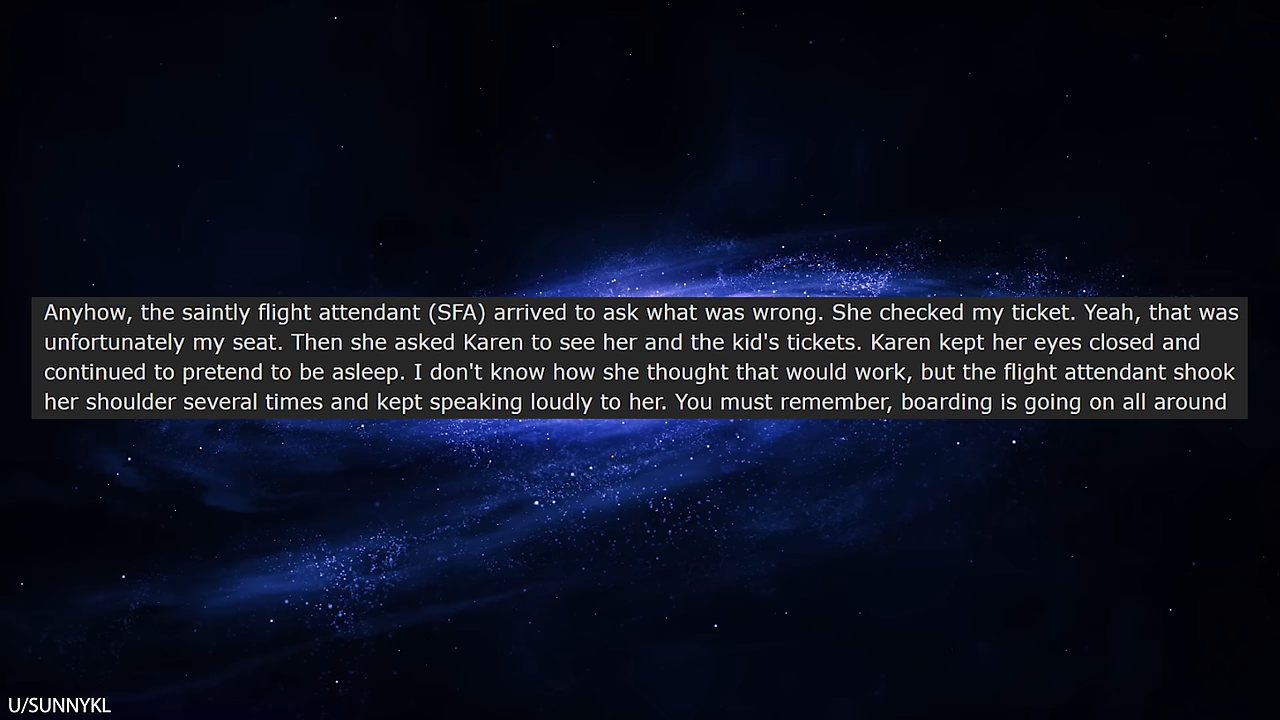 Anyhow, the saintly flight attendant (SFA) arrived to ask what was wrong. She checked my ticket. Yeah, that was
unfortunately my seat. Then she asked Karen to see her and the kid's tickets. Karen kept her eyes closed and
continued to pretend to be asleep. I don't know how she thought that would work, but the flight attendant shook
her shoulder several times and kept speaking loudly to her. You must remember, boarding is going on all around
U/SUNNYKL